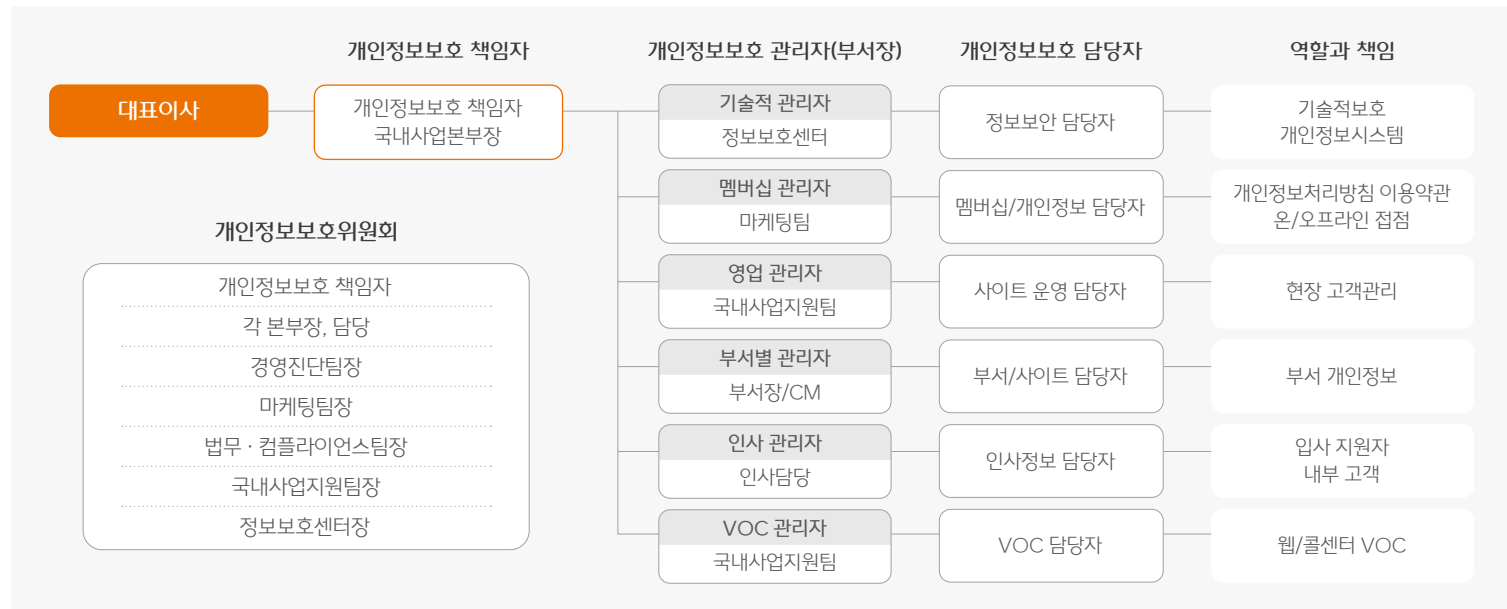 개인정보보호 책임자
개인정보보호 관리자(부서장)
개인정보보호 담당자
역할과 책임
대표이사
개인정보보호 책임자
국내사업본부장
기술적 관리자
정보보호센터
정보보안 담당자
기술적보호
개인정보시스템
멤버십 관리자
마케팅팀
멤버십/개인정보 담당자
개인정보처리방침 이용약관
온/오프라인 접점
영업 관리자
국내사업지원팀
사이트 운영 담당자
현장 고객관리
부서별 관리자
부서장/CM
부서/사이트 담당자
부서 개인정보
인사 관리자
인사담당
인사정보 담당자
입사 지원자
내부 고객
VOC 관리자
국내사업지원팀
VOC 담당자
웹/콜센터 VOC
개인정보보호위원회
개인정보보호 책임자
각 본부장, 담당
경영진단팀장
마케팅팀장
법무 · 컴플라이언스팀장
국내사업지원팀장
정보보호센터장